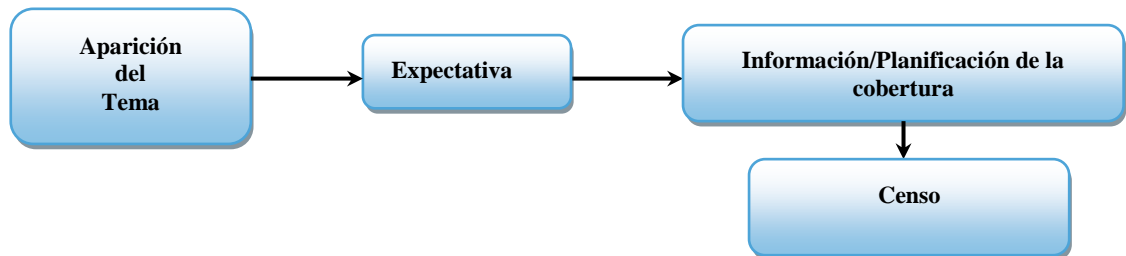 Aparición
del
Tema
Expectativa
Información/Planificación de la
cobertura
Censo